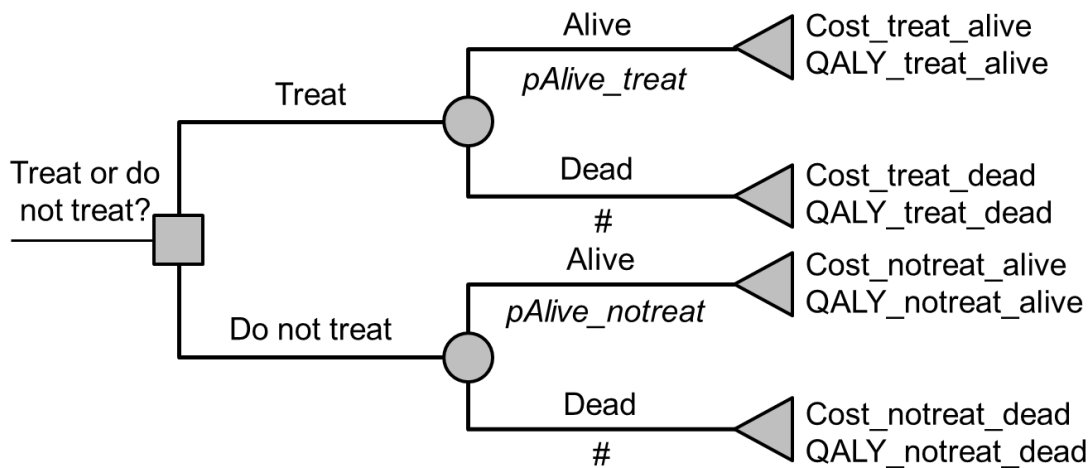 Treat or do
not treat?
Treat
Alive
pAlive_treat
Cost_treat_alive
QALY_treat_alive
Dead
#
Cost_treat_dead
QALY_treat_dead
Do not treat
Alive
pAlive_notreat
Cost_notreat_alive
QALY_notreat_alive
Dead
#
Cost_notreat_dead
QALY_notreat_dead